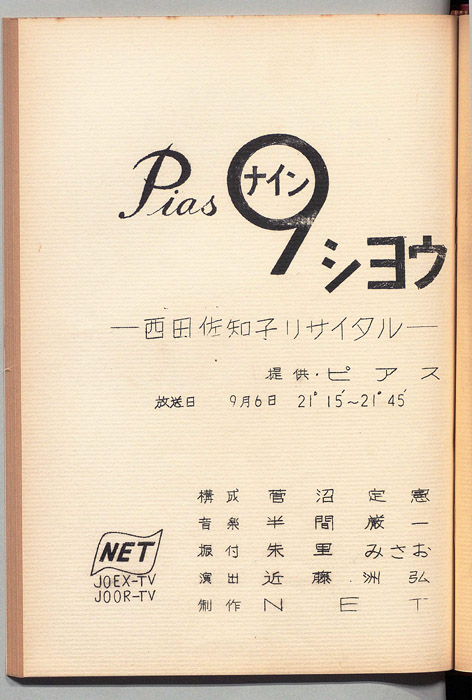 Pias 9 ナイン ショウ
―西田佐知子リサイタル―
提供・ピアス
放送日 9月6日 21°15′~21°45′
構成 菅沼定憲
音楽 半間厳一
振付 朱里みさお
演出 近藤洲弘
制作 NET
NET
JOEX-TV
JOOR-TV